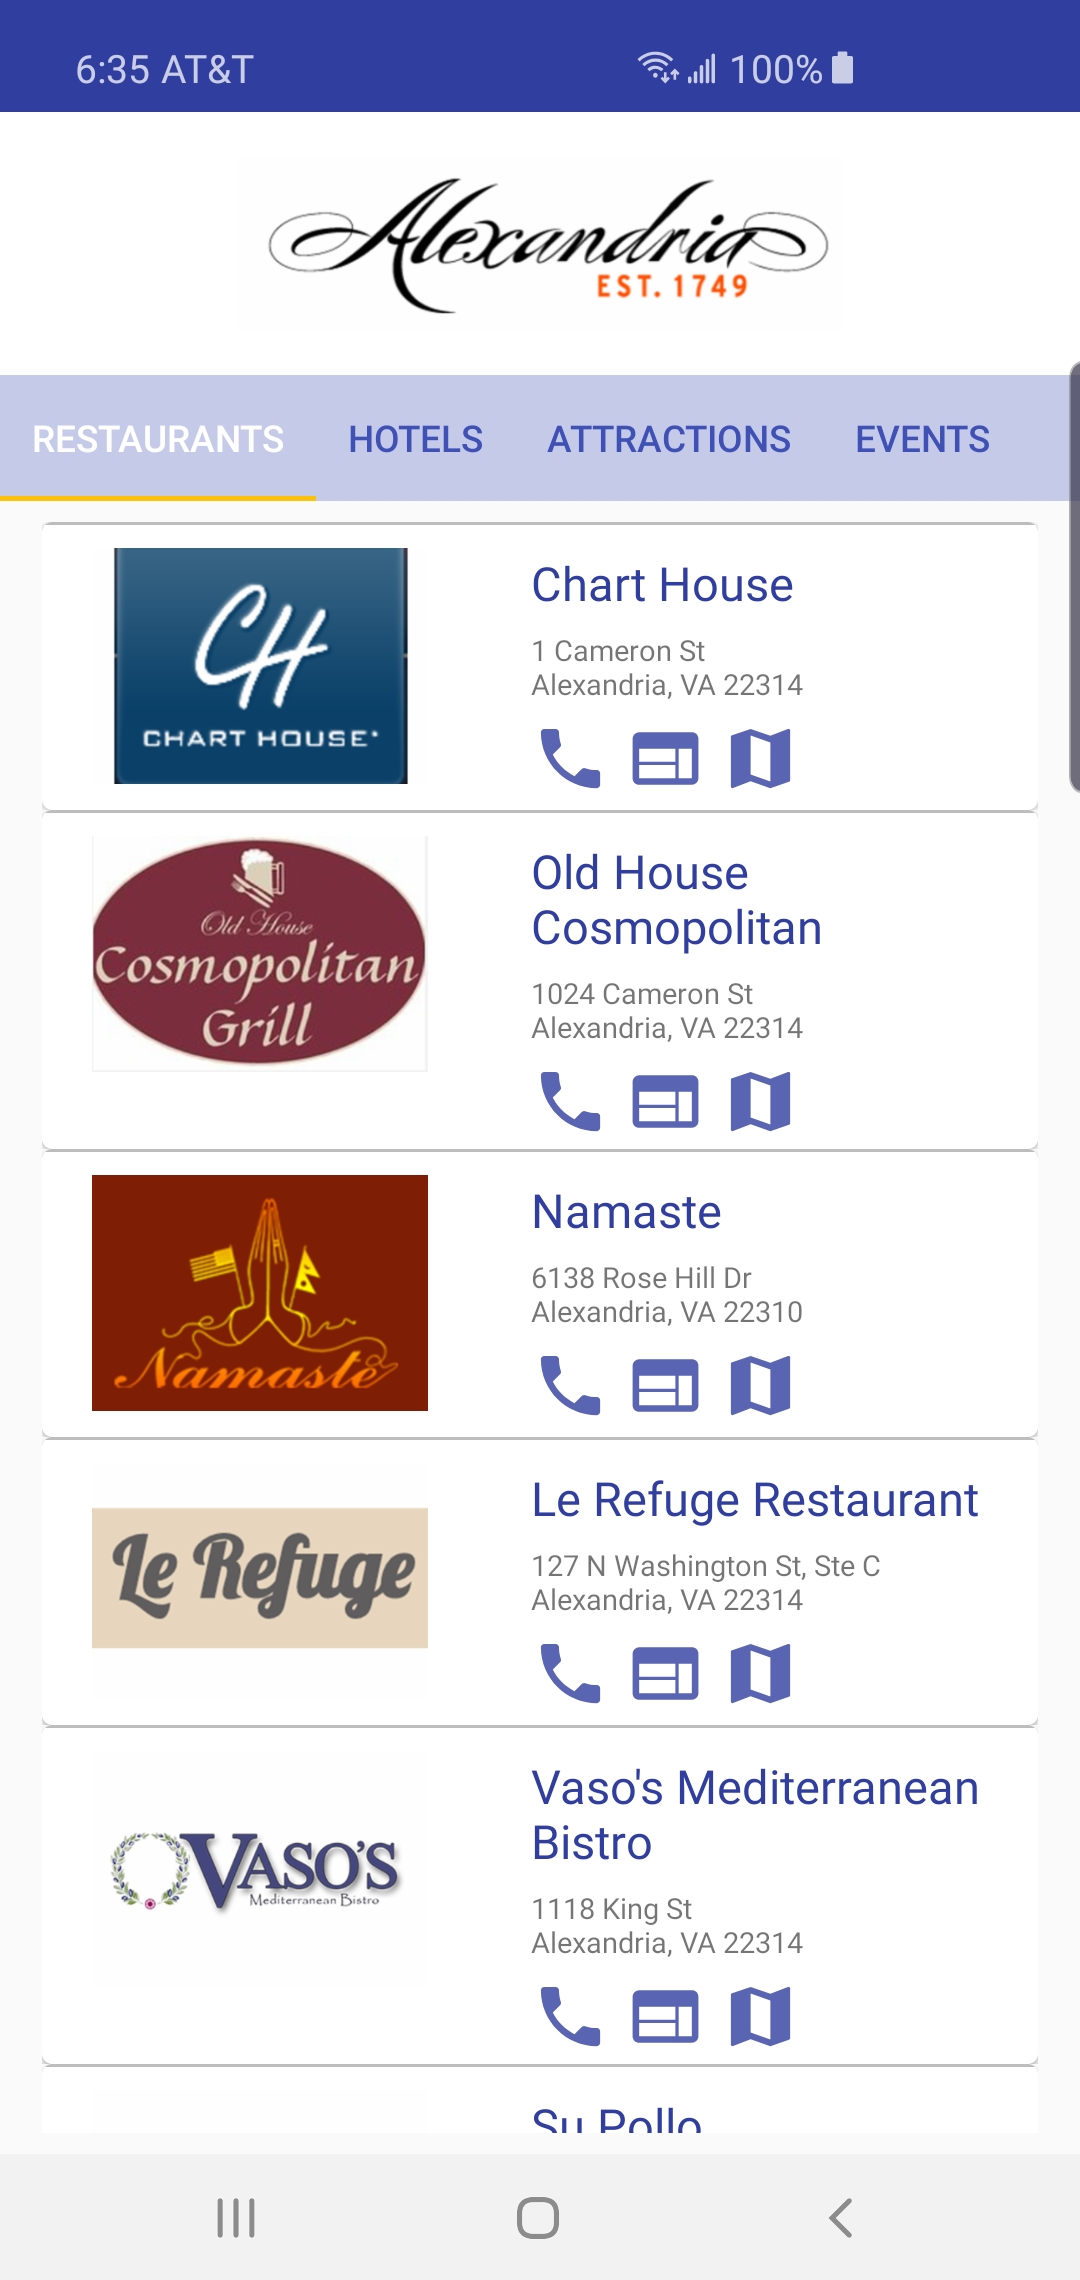 6:35 AT&T 100%
Alexandria
EST. 1749
RESTAURANTS HOTELS ATTRACTIONS EVENTS
CH
CHART HOUSE
Chart House
1 Cameron St
Alexandria, VA 22314
Old House
Cosmopolitan
Grill
Old House
Cosmopolitan
1024 Cameron St
Alexandria, VA 22314
Namaste
Namaste
6138 Rose Hill Dr
Alexandria, VA 22310
Le Refuge
Le Refuge Restaurant
127 N Washington St, Ste C
Alexandria, VA 22314
VASO'S
Mediterranean Bistro
Vaso's Mediterranean
Bistro
1118 King St
Alexandria, VA 22314
Su Pollo